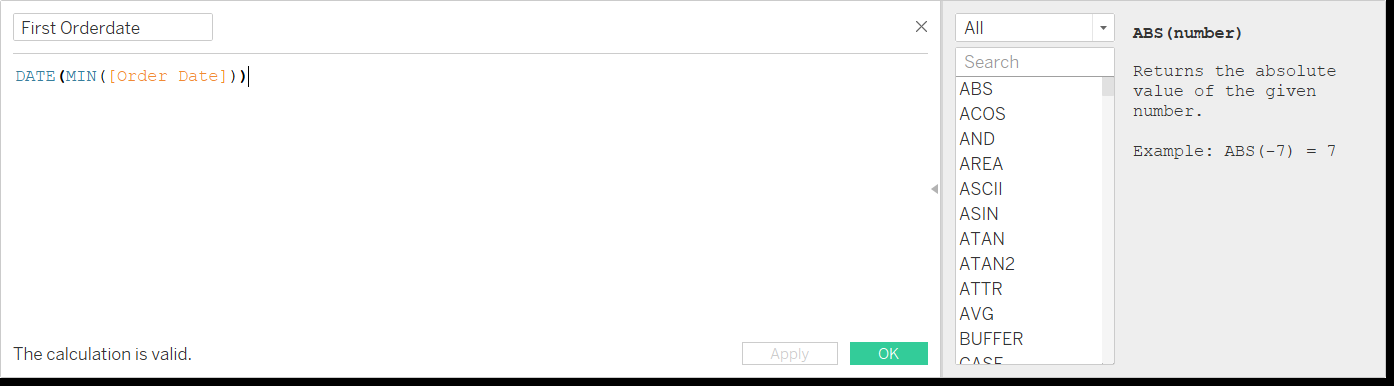 First Orderdate
DATE(MIN([Order Date]))
The calculation is valid.
Apply
OK
All
Search
ABS
ACOS
AND
AREA
ASCII
ASIN
ATAN
ATAN2
ATTR
AVG
BUFFER
CASE
ABS(number)
Returns the absolute
value of the given
number.
Example: ABS(-7) = 7